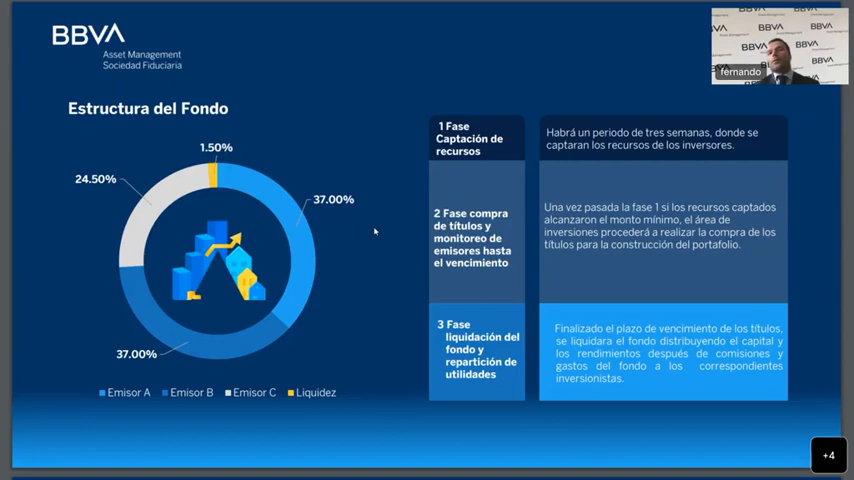 BBVA
Asset Management
Sociedad Fiduciaria
Estructura del Fondo
1.50%
24.50%
37.00%
37.00%
Emisor A
Emisor B
Emisor C
Liquidez
1 Fase
Captación de
recursos
Habrá un periodo de tres semanas, donde se
captaran los recursos de los inversores.
2 Fase compra
de títulos y
monitoreo de
emisores hasta
el vencimiento
Una vez pasada la fase 1 si los recursos captados
alcanzaron el monto mínimo, el área de
inversiones procederá a realizar la compra de los
títulos para la construcción del portafolio.
3 Fase
liquidación del
fondo y
repartición de
utilidades
Finalizado el plazo de vencimiento de los títulos,
se liquidara el fondo distribuyendo el capital y
los rendimientos después de comisiones y
gastos del fondo a los correspondientes
inversionistas.
BBVA
BBVA
BBVA
fernando
+4